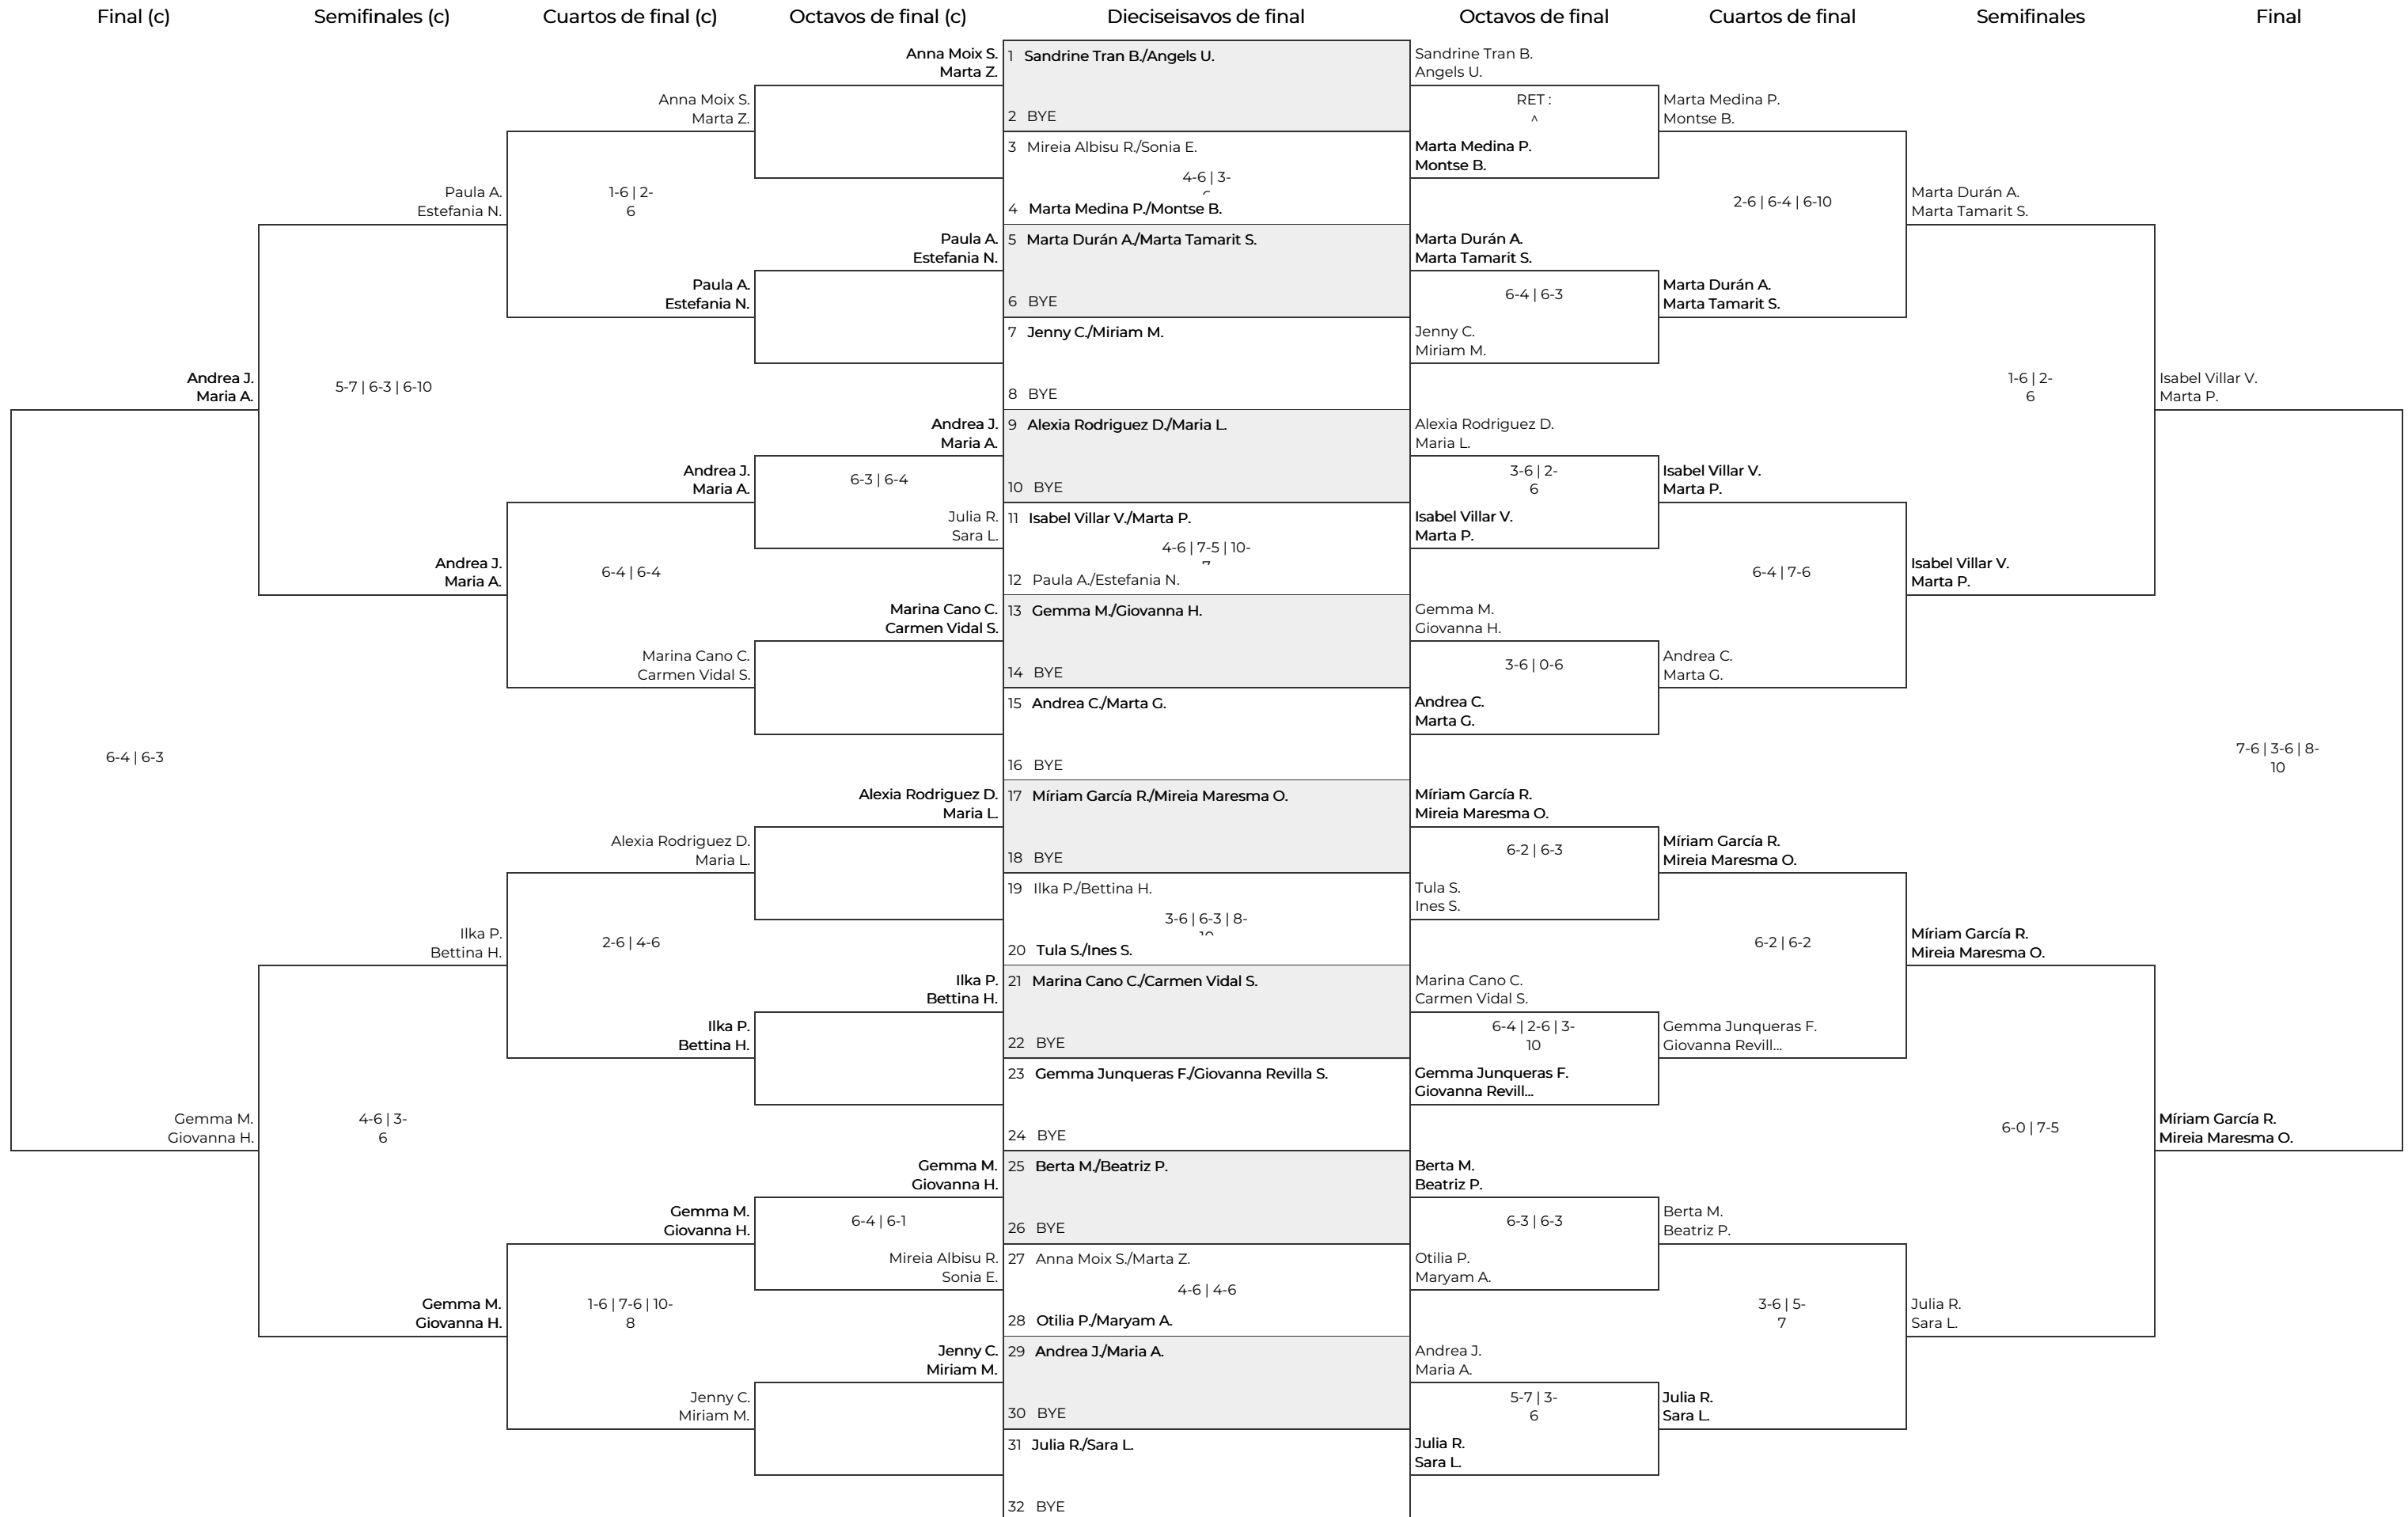 Final (c)
Semifinales (c)
Cuartos de final (c)
Octavos de final (c)
Dieciseisavos de final
Octavos de final
Cuartos de final
Semifinales
Final
Andrea J.
Maria A.
6-4 | 6-3
Gemma M.
Giovanna H.
Paula A.
Estefania N.
5-7 | 6-3 | 6-10
Andrea J.
Maria A.
Ilka P.
Bettina H.
4-6 | 3-
6
Gemma M.
Giovanna H.
Anna Moix S.
Marta Z.
1-6 | 2-
6
Paula A.
Estefania N.
Andrea J.
Maria A.
6-4 | 6-4
Marina Cano C.
Carmen Vidal S.
Alexia Rodriguez D.
Maria L.
2-6 | 4-6
Ilka P.
Bettina H.
Gemma M.
Giovanna H.
1-6 | 7-6 | 10-
8
Jenny C.
Miriam M.
Anna Moix S.
Marta Z.
Paula A.
Estefania N.
Andrea J.
Maria A.
6-3 | 6-4
Julia R.
Sara L.
Marina Cano C.
Carmen Vidal S.
Alexia Rodriguez D.
Maria L.
Ilka P.
Bettina H.
Gemma M.
Giovanna H.
6-4 | 6-1
Mireia Albisu R.
Sonia E.
Jenny C.
Miriam M.
1 Sandrine Tran B./Angels U.
2 BYE
3 Mireia Albisu R./Sonia E.
4-6 | 3-
4 Marta Medina P./Montse B.
5 Marta Durán A./Marta Tamarit S.
6 BYE
7 Jenny C./Miriam M.
8 BYE
9 Alexia Rodriguez D./Maria L.
10 BYE
11 Isabel Villar V./Marta P.
4-6 | 7-5 | 10-
12 Paula A./Estefania N.
13 Gemma M./Giovanna H.
14 BYE
15 Andrea C./Marta G.
16 BYE
17 Míriam García R./Mireia Maresma O.
18 BYE
19 Ilka P./Bettina H.
3-6 | 6-3 | 8-
20 Tula S./Ines S.
21 Marina Cano C./Carmen Vidal S.
22 BYE
23 Gemma Junqueras F./Giovanna Revilla S.
24 BYE
25 Berta M./Beatriz P.
26 BYE
27 Anna Moix S./Marta Z.
4-6 | 4-6
28 Otilia P./Maryam A.
29 Andrea J./Maria A.
30 BYE
31 Julia R./Sara L.
32 BYE
Sandrine Tran B.
Angels U.
RET :
^
Marta Medina P.
Montse B.
Marta Durán A.
Marta Tamarit S.
6-4 | 6-3
Jenny C.
Miriam M.
Alexia Rodriguez D.
Maria L.
3-6 | 2-
6
Isabel Villar V.
Marta P.
Gemma M.
Giovanna H.
3-6 | 0-6
Andrea C.
Marta G.
Míriam García R.
Mireia Maresma O.
6-2 | 6-3
Tula S.
Ines S.
Marina Cano C.
Carmen Vidal S.
6-4 | 2-6 | 3-
10
Gemma Junqueras F.
Giovanna Revill...
Berta M.
Beatriz P.
6-3 | 6-3
Otilia P.
Maryam A.
Andrea J.
Maria A.
5-7 | 3-
6
Julia R.
Sara L.
Marta Medina P.
Montse B.
2-6 | 6-4 | 6-10
Marta Durán A.
Marta Tamarit S.
Isabel Villar V.
Marta P.
6-4 | 7-6
Andrea C.
Marta G.
Míriam García R.
Mireia Maresma O.
6-2 | 6-2
Gemma Junqueras F.
Giovanna Revill...
Berta M.
Beatriz P.
3-6 | 5-
7
Julia R.
Sara L.
Marta Durán A.
Marta Tamarit S.
1-6 | 2-
6
Isabel Villar V.
Marta P.
Míriam García R.
Mireia Maresma O.
6-0 | 7-5
Julia R.
Sara L.
Isabel Villar V.
Marta P.
7-6 | 3-6 | 8-
10
Míriam García R.
Mireia Maresma O.